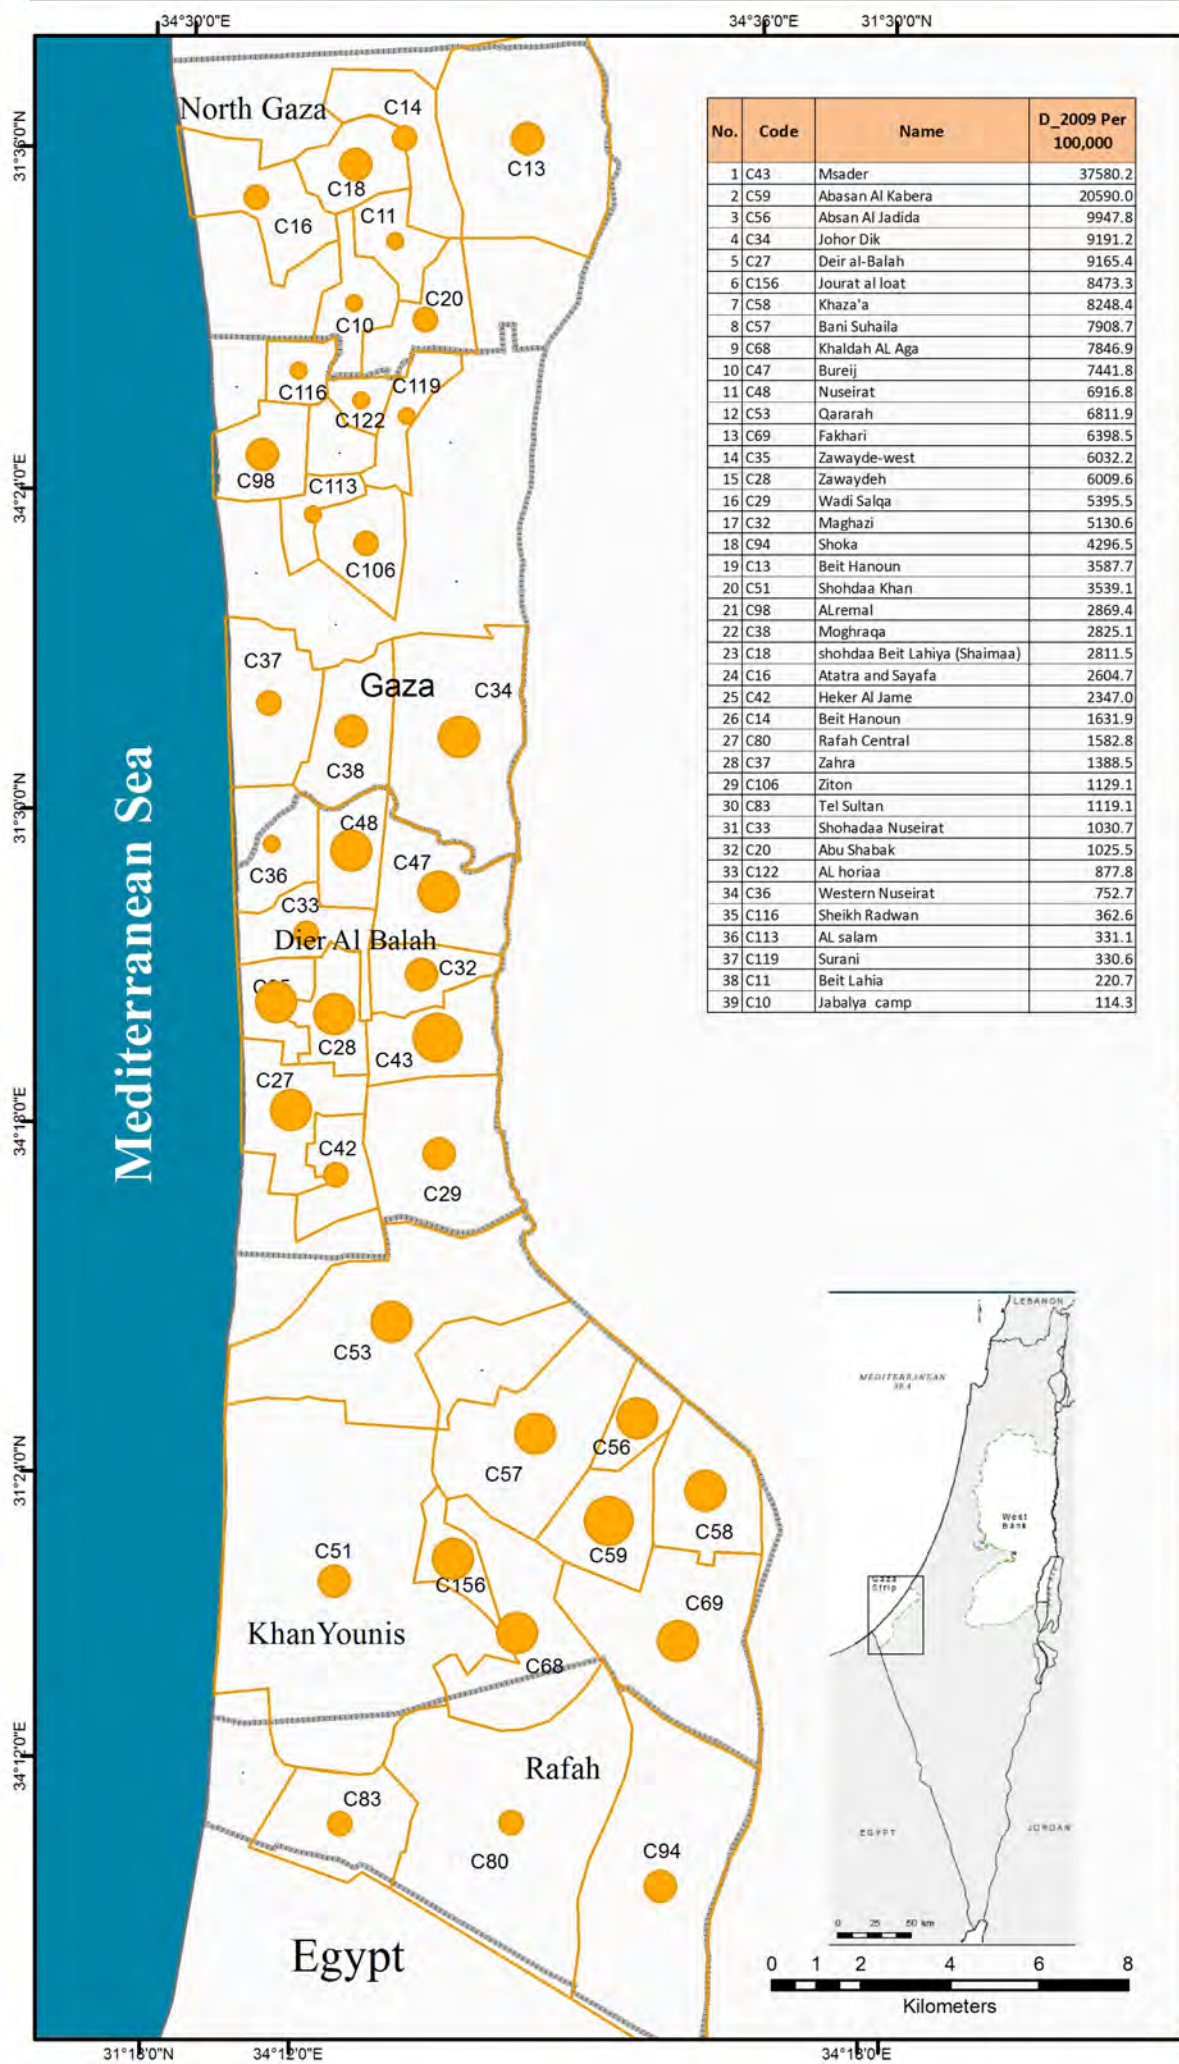 34°30'0"E
34°36'0"E
31°30'0"N
31°36'0"N
34°24'0"E
31°30'0"N
34°18'0"E
31°24'0"N
34°12'0"E
31°18'0"N
34°12'0"E
34°18'0"E
North Gaza
C14
C13
C18
C16
C11
C20
C10
C119
C116
C122
C98
C113
C106
C37
Gaza
C34
C38
C48
C47
C36
C33
Dier Al Balah
C32
C28
C43
C27
C42
C29
Mediterranean Sea
C53
C56
C57
C58
C59
C51
C156
C69
KhanYounis
C68
Rafah
C83
C80
C94
Egypt
No. Code Name D_2009 Per
100,000
1 C43 Msader 37580.2
2 C59 Abasan Al Kabera 20590.0
3 C56 Absan Al Jadida 9947.8
4 C34 Johor Dik 9191.2
5 C27 Deir al-Balah 9165.4
6 C156 Jourat al loat 8473.3
7 C58 Khaza'a 8248.4
8 C57 Bani Suhaila 7908.7
9 C68 Khaldah AL Aga 7846.9
10 C47 Bureij 7441.8
11 C48 Nuseirat 6916.8
12 C53 Qararah 6811.9
13 C69 Fakhari 6398.5
14 C35 Zawayde-west 6032.2
15 C28 Zawaydeh 6009.6
16 C29 Wadi Salqa 5395.5
17 C32 Maghazi 5130.6
18 C94 Shoka 4296.5
19 C13 Beit Hanoun 3587.7
20 C51 Shohdaa Khan 3539.1
21 C98 ALremal 2869.4
22 C38 Moghraqa 2825.1
23 C18 shohdaa Beit Lahiya (Shaimaa) 2811.5
24 C16 Atatra and Sayafa 2604.7
25 C42 Heker Al Jame 2347.0
26 C14 Beit Hanoun 1631.9
27 C80 Rafah Central 1582.8
28 C37 Zahra 1388.5
29 C106 Ziton 1129.1
30 C83 Tel Sultan 1119.1
31 C33 Shohadaa Nuseirat 1030.7
32 C20 Abu Shabak 1025.5
33 C122 AL horiaa 877.8
34 C36 Western Nuseirat 752.7
35 C116 Sheikh Radwan 362.6
36 C113 AL salam 331.1
37 C119 Surani 330.6
38 C11 Beit Lahia 220.7
39 C10 Jabalya camp 114.3
LEBANON
MEDITERRANEAN
SEA
West
Bank
Gaza
Strip
EGYPT
JORDAN
0 25 50 km
0 1 2 4 6 8
Kilometers